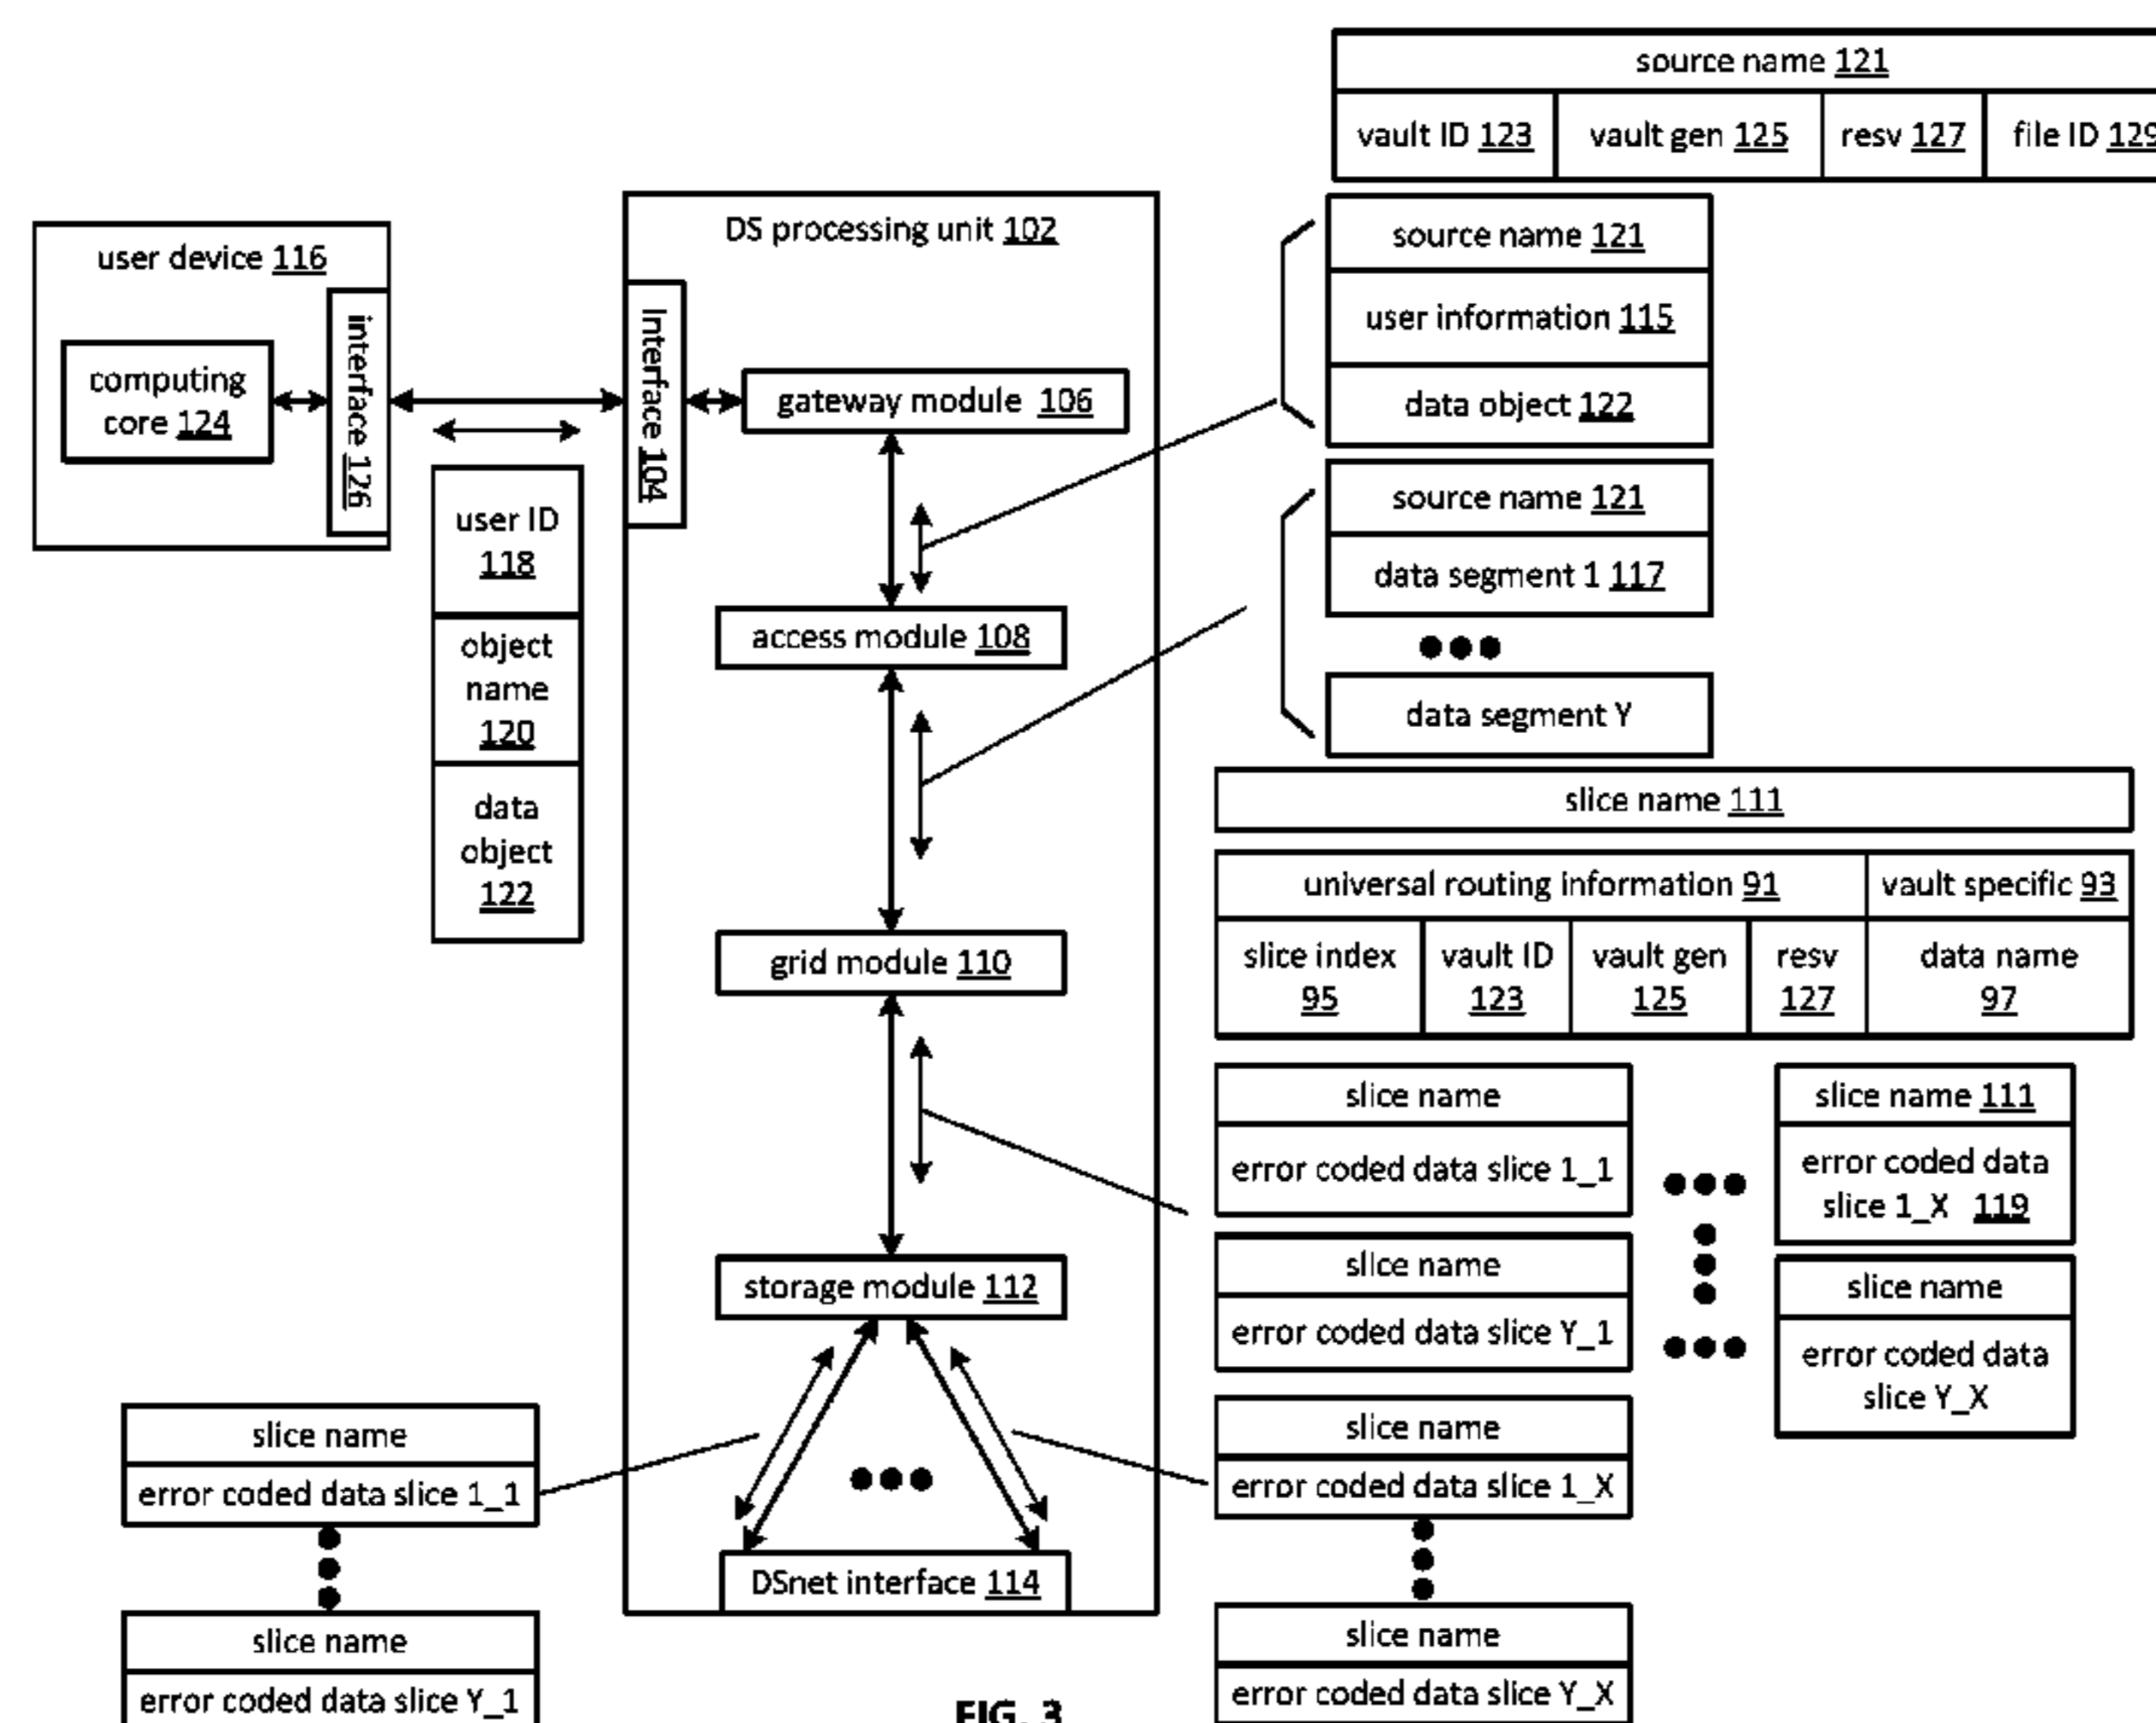 source name 121
vault ID 123
vault gen 125
resv 127
file ID 129
user device 116
computing
core 124
interface 126
user ID
118
object
name
120
data
object
122
DS processing unit 102
interface 104
gateway module 106
access module 108
grid module 110
storage module 112
DSnet interface 114
source name 121
user information 115
data object 122
source name 121
data segment 1 117
data segment Y
slice name 111
universal routing information 91
vault specific 93
slice index
95
vault ID
123
vault gen
125
resv
127
data name
97
slice name
error coded data slice 1_1
slice name 111
error coded data
slice 1_X 119
slice name
error coded data slice Y_1
slice name
error coded data
slice Y_X
slice name
error coded data slice 1_1
slice name
error coded data slice Y_1
slice name
error coded data slice 1_X
slice name
error coded data slice Y_X
FIG. 3